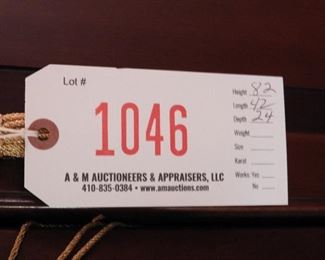 Lot #
1046
A & M AUCTIONEERS & APPRAISERS, LLC
410-835-0384 • www.amauctions.com
Height 82
Length 42
Depth 24
Weight
Size
Karat
Works Yes
No